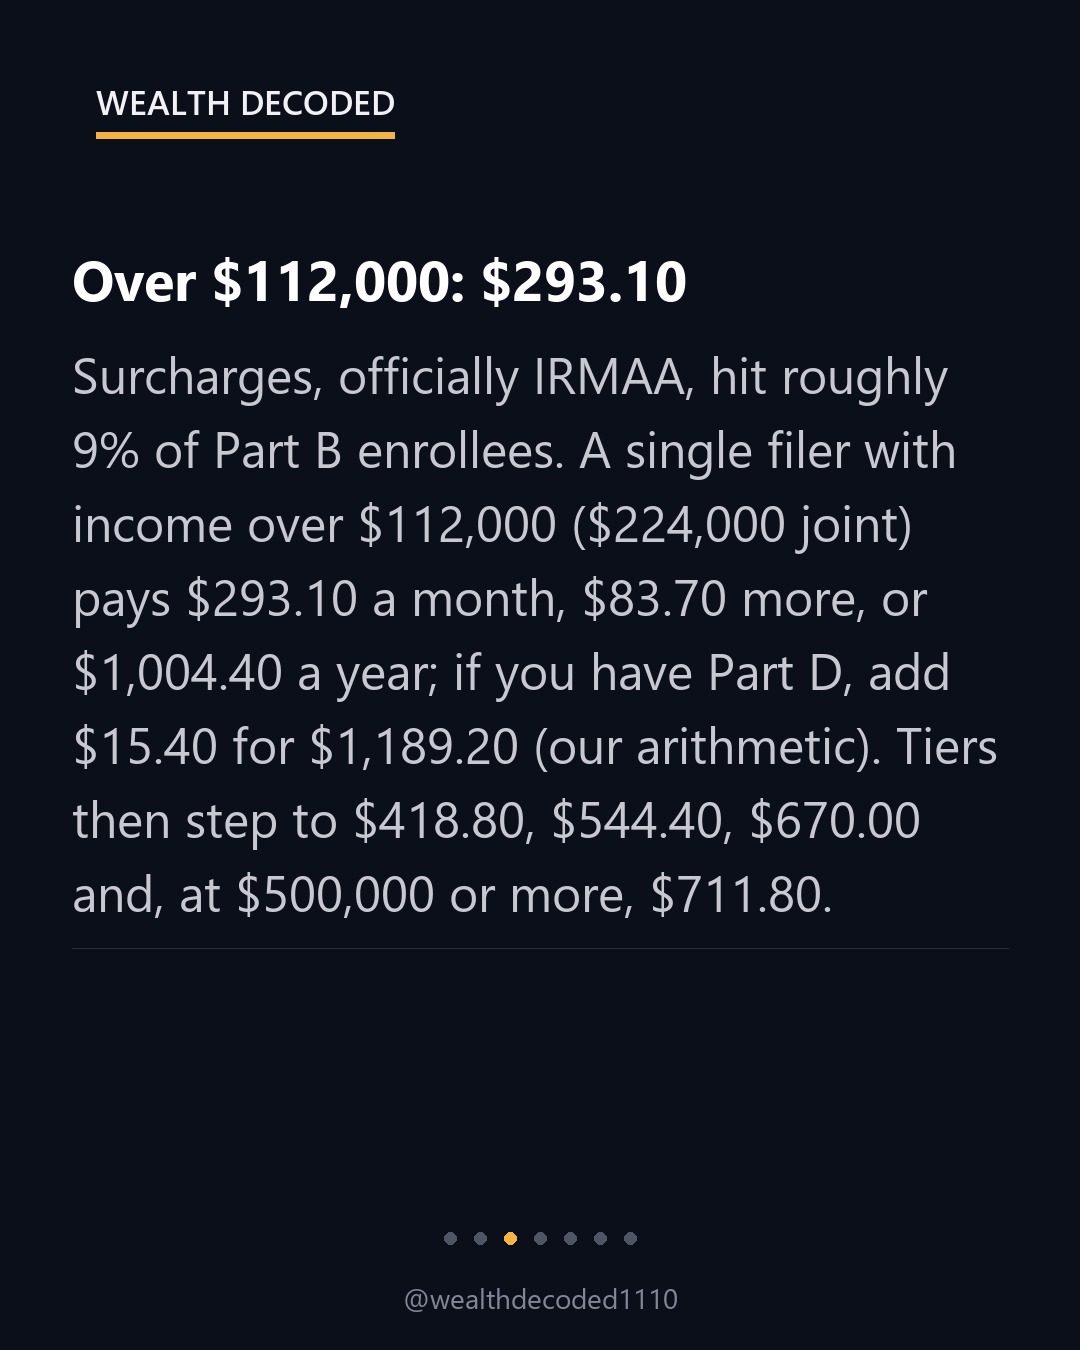 WEALTH DECODED
Over $112,000: $293.10
Surcharges, officially IRMAA, hit roughly
9% of Part B enrollees. A single filer with
income over $112,000 ($224,000 joint)
pays $293.10 a month, $83.70 more, or
$1,004.40 a year; if you have Part D, add
$15.40 for $1,189.20 (our arithmetic). Tiers
then step to $418.80, $544.40, $670.00
and, at $500,000 or more, $711.80.
@wealthdecoded1110